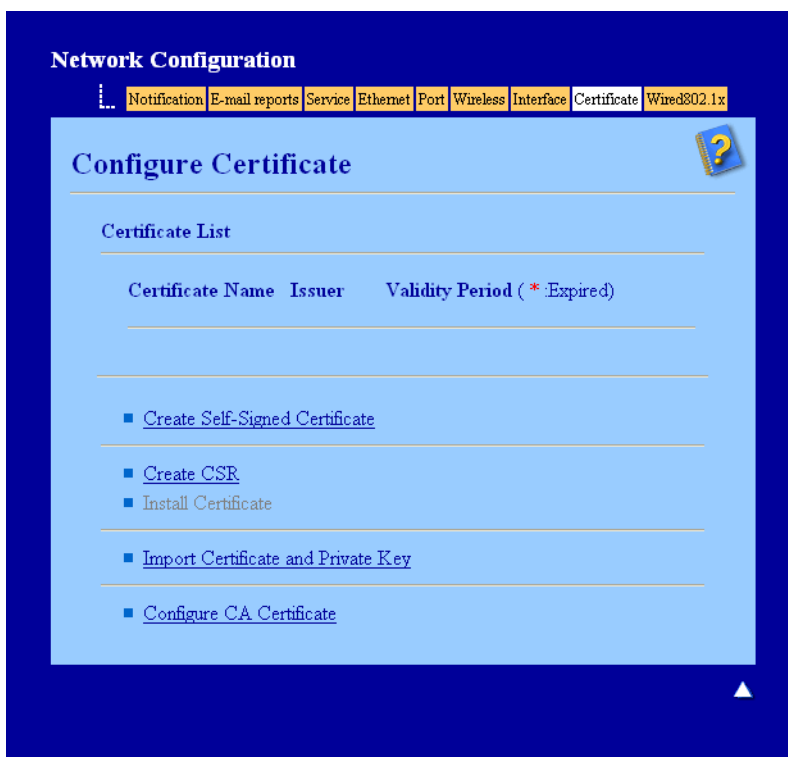 Network Configuration
Notification E-mail reports Service Ethernet Port Wireless Interface Certificate Wired802.1x
Configure Certificate
Certificate List
Certificate Name Issuer Validity Period ( * :Expired)
Create Self-Signed Certificate
Create CSR
Install Certificate
Import Certificate and Private Key
Configure CA Certificate